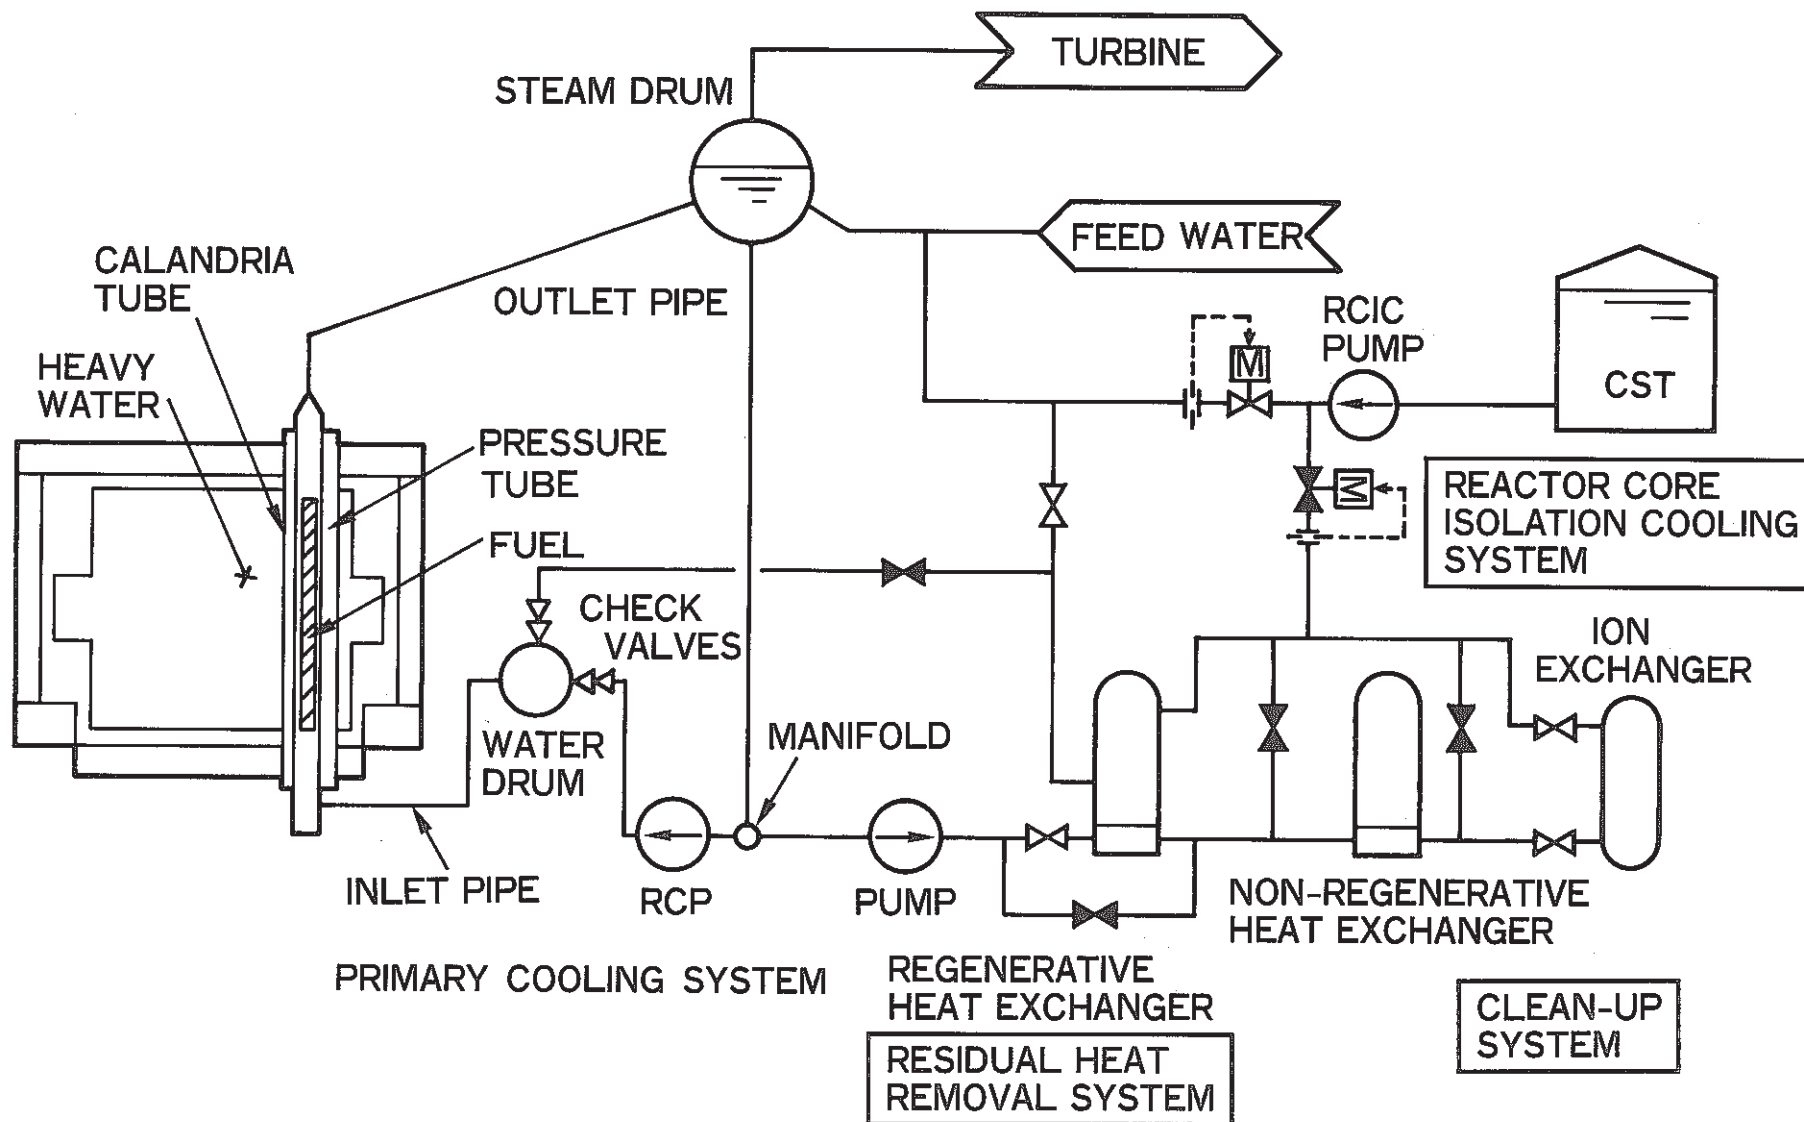 TURBINE
STEAM DRUM
FEED WATER
CALANDRIA
TUBE
OUTLET PIPE
RCIC
PUMP
HEAVY
WATER
M
CST
PRESSURE
TUBE
M
REACTOR CORE
ISOLATION COOLING
SYSTEM
FUEL
CHECK
VALVES
ION
EXCHANGER
WATER
DRUM
MANIFOLD
INLET PIPE
RCP
PUMP
NON-REGENERATIVE
HEAT EXCHANGER
PRIMARY COOLING SYSTEM
REGENERATIVE
HEAT EXCHANGER
CLEAN-UP
SYSTEM
RESIDUAL HEAT
REMOVAL SYSTEM